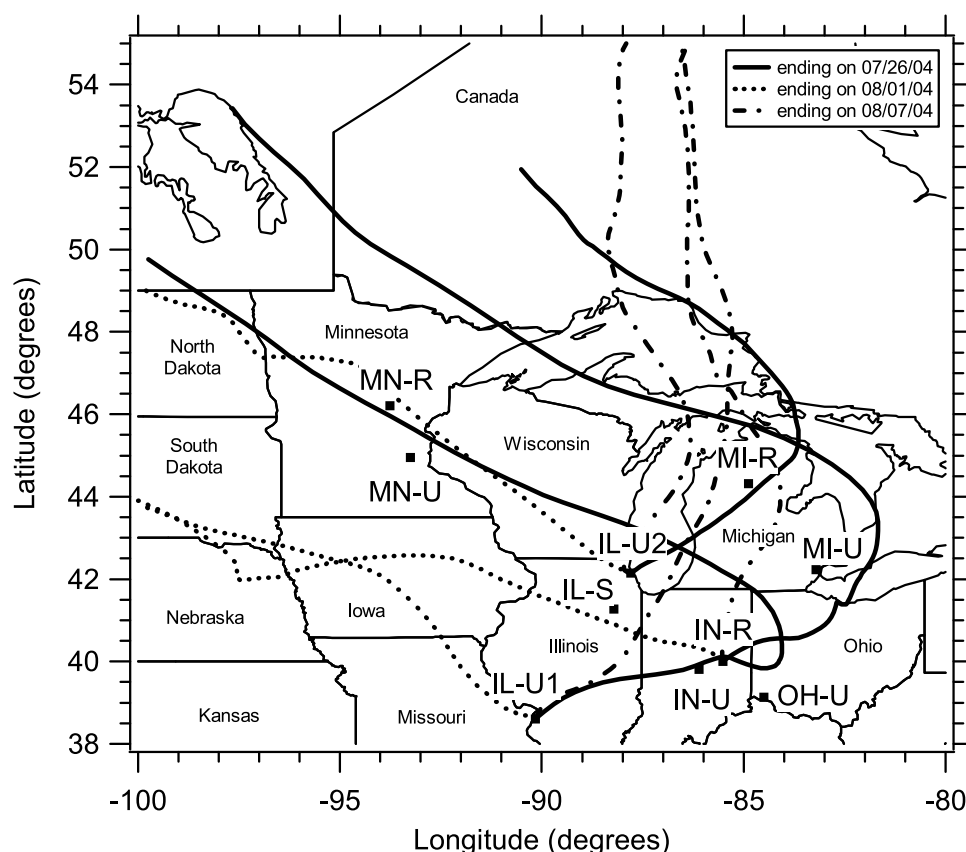 54
52
50
48
46
44
42
40
38
Latitude (degrees)
-100
-95
-90
-85
-80
Longitude (degrees)
ending on 07/26/04
ending on 08/01/04
ending on 08/07/04
Canada
North
Dakota
Minnesota
MN-R
South
Dakota
Wisconsin
MN-U
MI-R
Michigan
MI-U
IL-U2
IL-S
Nebraska
Iowa
Illinois
IN-R
Ohio
IL-U1
IN-U
OH-U
Kansas
Missouri